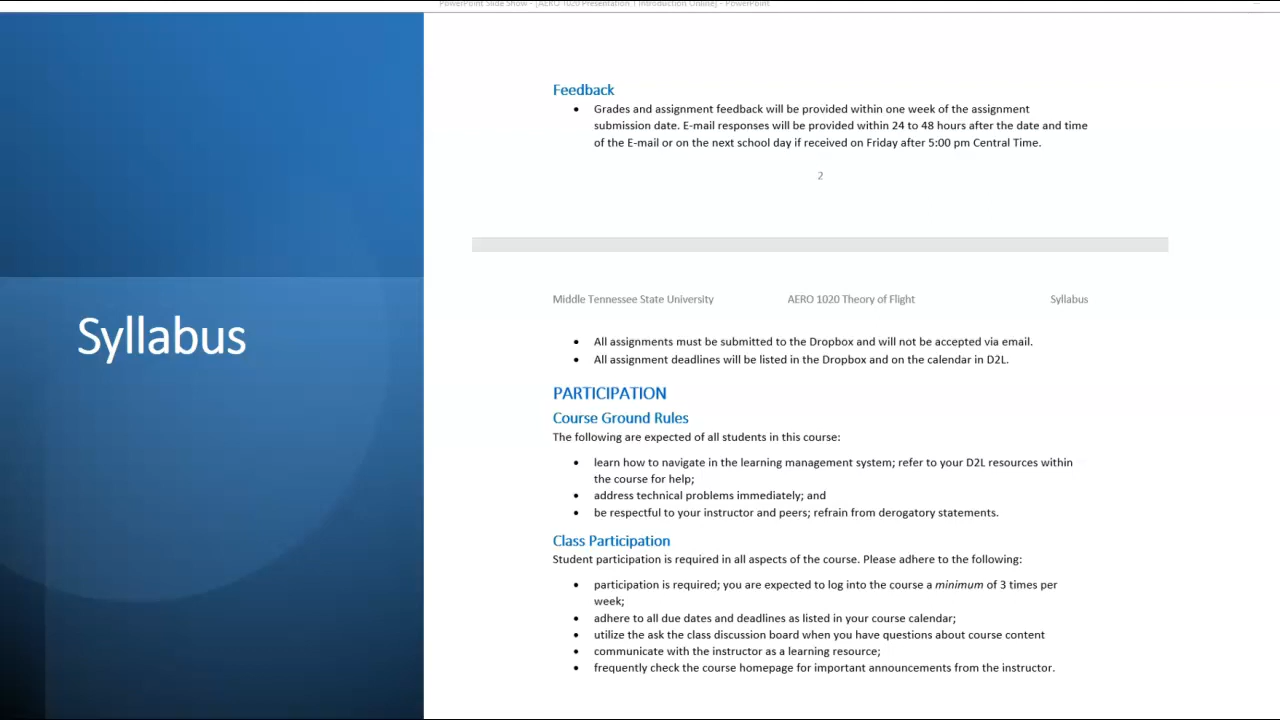 PowerPoint Slide Show - [AERO 1020 Presentation 1 Introduction Online] - PowerPoint
Syllabus
Feedback
• Grades and assignment feedback will be provided within one week of the assignment
submission date. E-mail responses will be provided within 24 to 48 hours after the date and time
of the E-mail or on the next school day if received on Friday after 5:00 pm Central Time.
2
Middle Tennessee State University AERO 1020 Theory of Flight Syllabus
• All assignments must be submitted to the Dropbox and will not be accepted via email.
• All assignment deadlines will be listed in the Dropbox and on the calendar in D2L.
PARTICIPATION
Course Ground Rules
The following are expected of all students in this course:
• learn how to navigate in the learning management system; refer to your D2L resources within
the course for help;
• address technical problems immediately; and
• be respectful to your instructor and peers; refrain from derogatory statements.
Class Participation
Student participation is required in all aspects of the course. Please adhere to the following:
• participation is required; you are expected to log into the course a minimum of 3 times per
week;
• adhere to all due dates and deadlines as listed in your course calendar;
• utilize the ask the class discussion board when you have questions about course content
• communicate with the instructor as a learning resource;
• frequently check the course homepage for important announcements from the instructor.